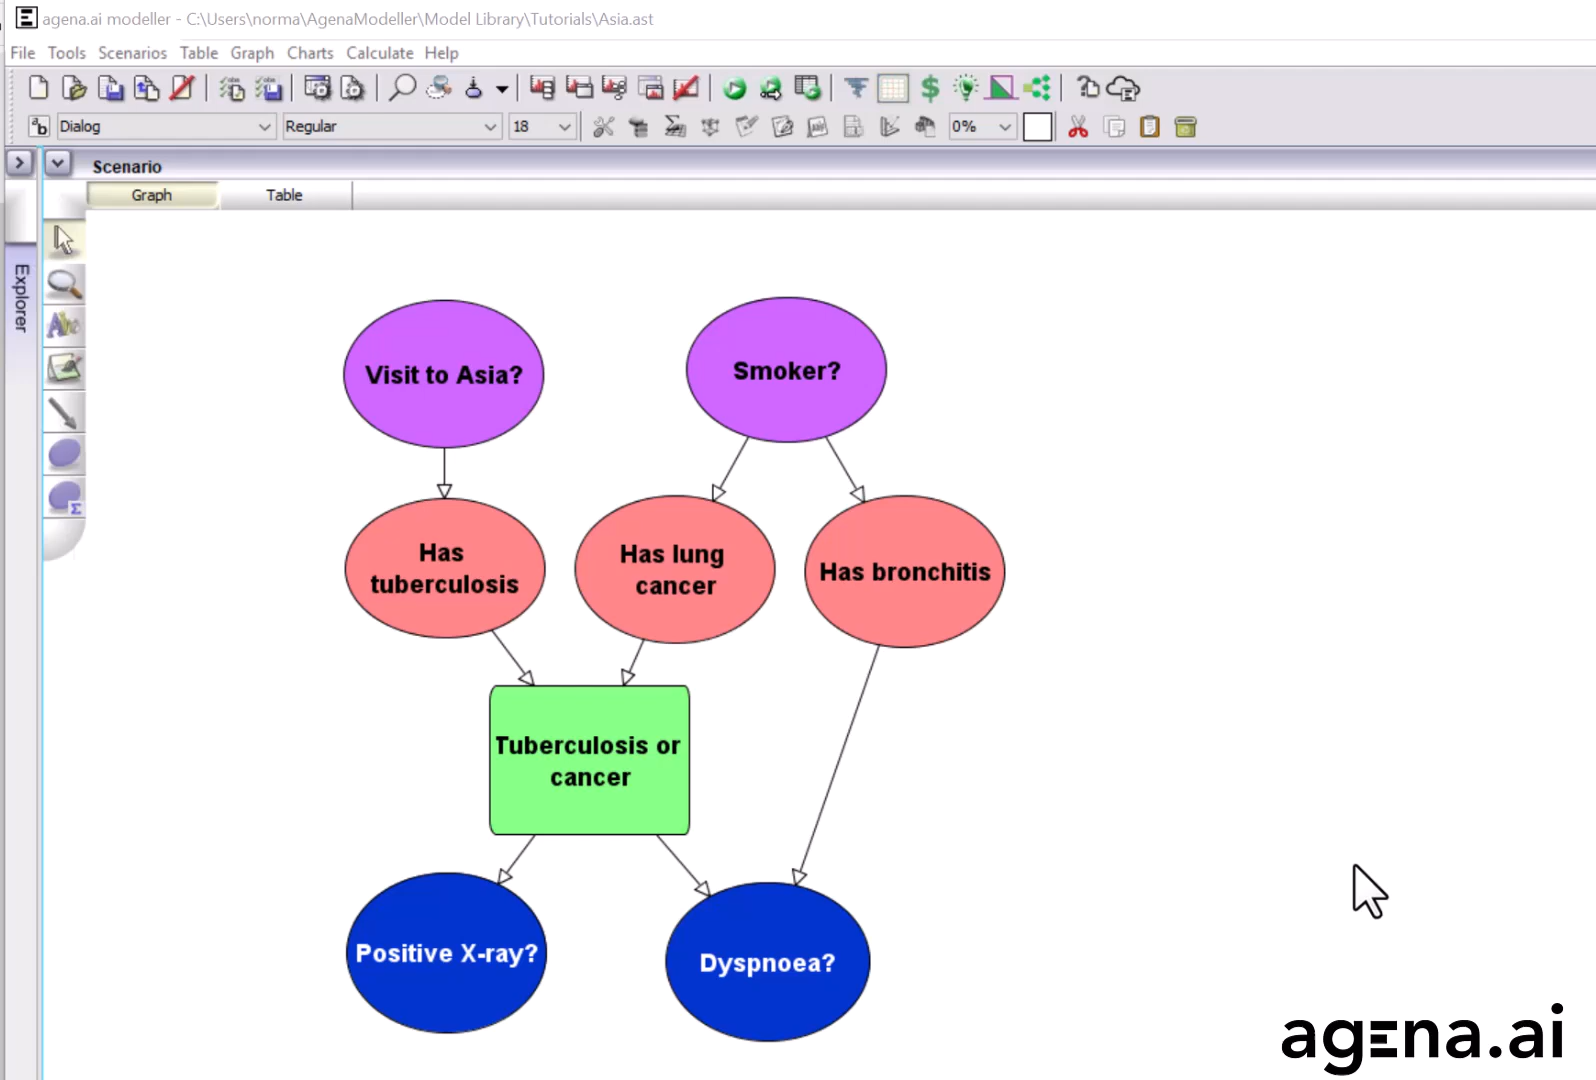 agena.ai modeller - C:\Users\norma\AgenaModeller\Model Library\Tutorials\Asia.ast
File Tools Scenarios Table Graph Charts Calculate Help
Dialog Regular 18 0%
Scenario
Graph Table
Explorer
Visit to Asia?
Smoker?
Has
tuberculosis
Has lung
cancer
Has bronchitis
Tuberculosis or
cancer
Positive X-ray?
Dyspnoea?
agena.ai